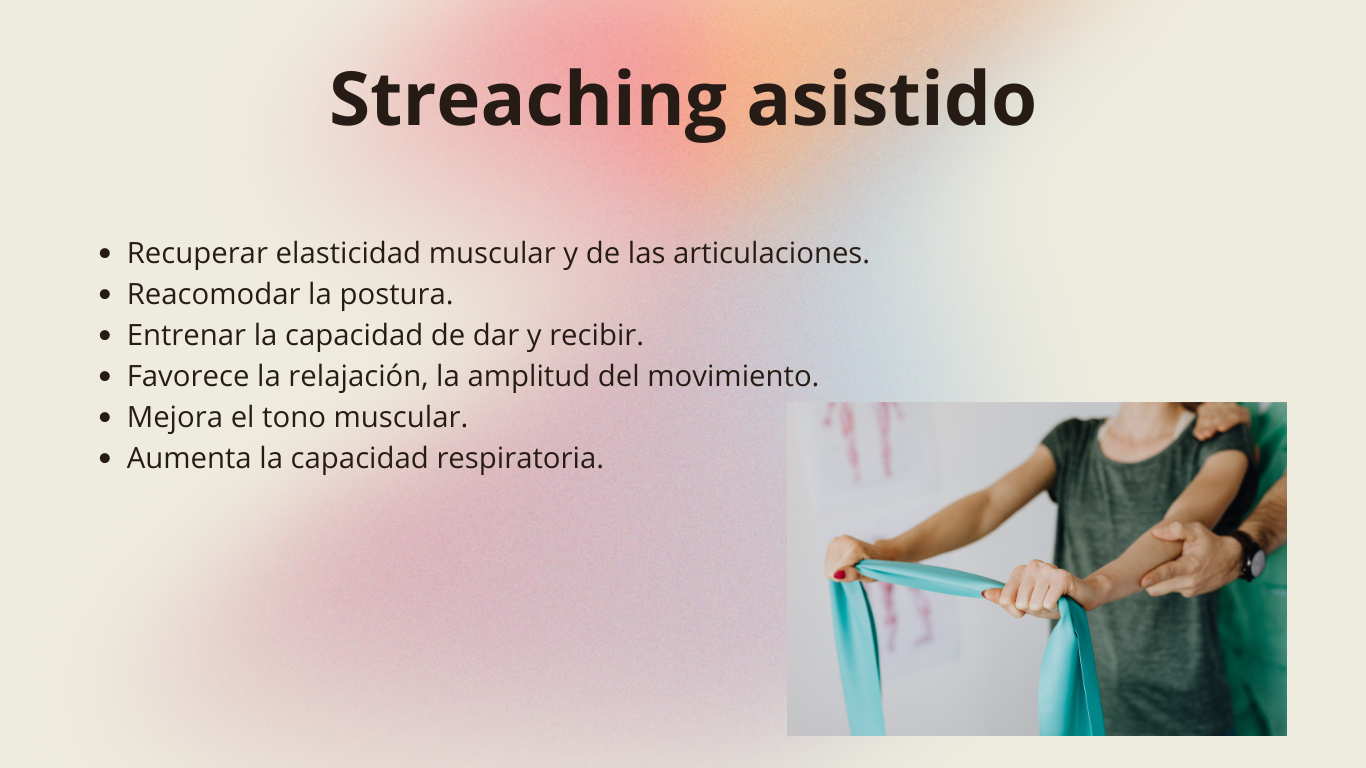 Streaching asistido
• Recuperar elasticidad muscular y de las articulaciones.
• Reacomodar la postura.
• Entrenar la capacidad de dar y recibir.
• Favorece la relajación, la amplitud del movimiento.
• Mejora el tono muscular.
• Aumenta la capacidad respiratoria.